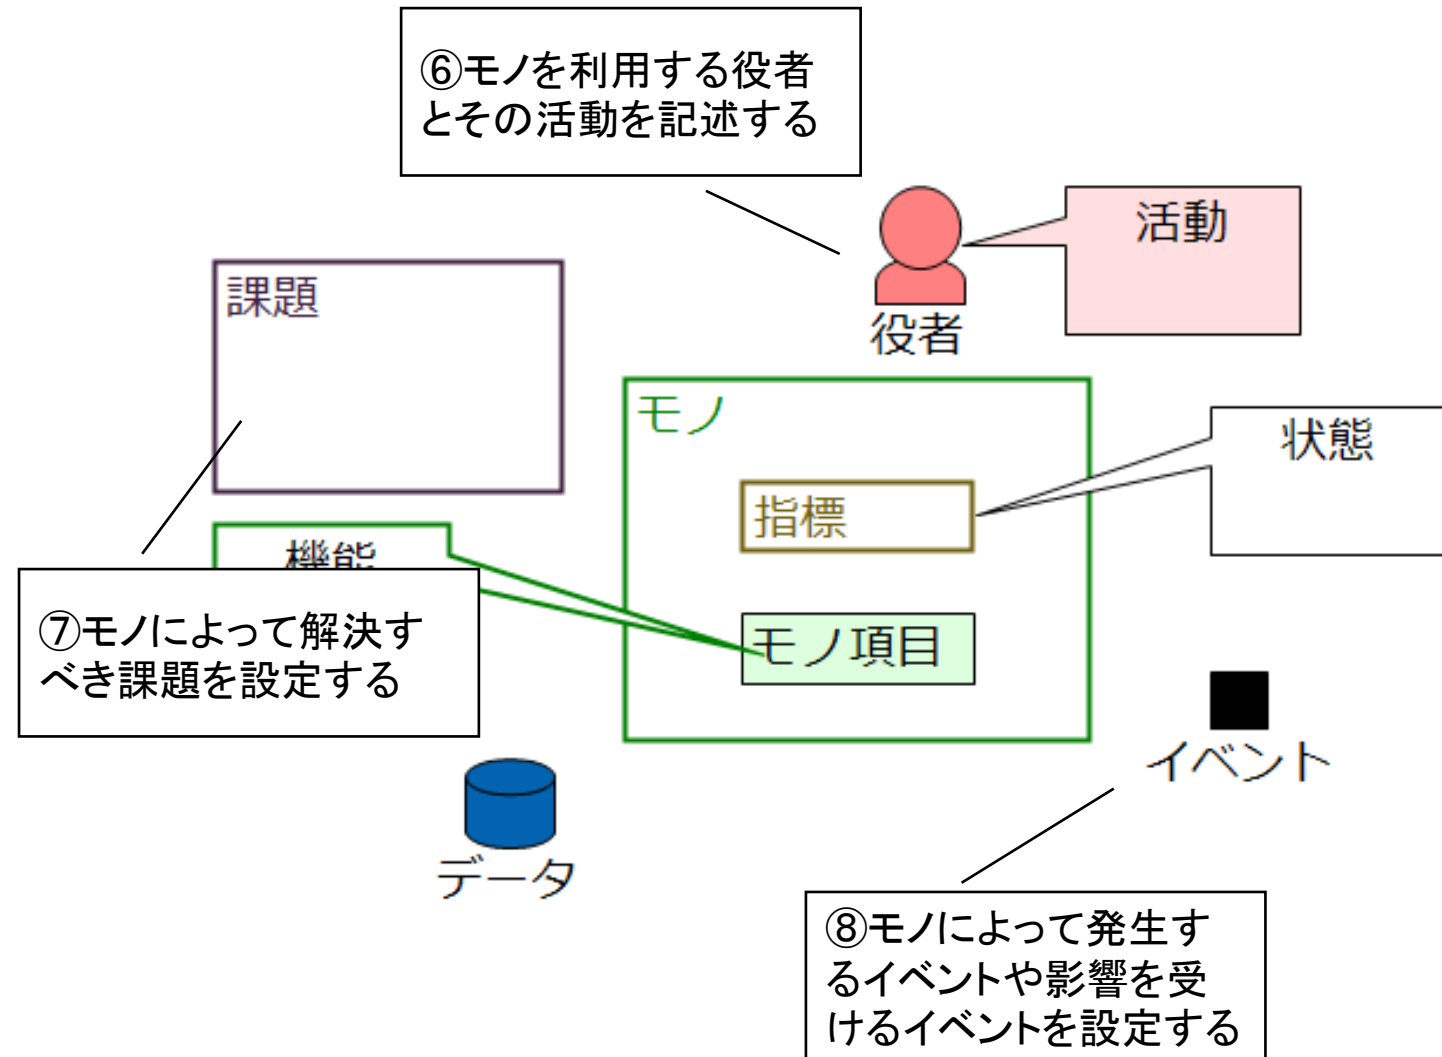 ⑥モノを利用する役者
とその活動を記述する
活動
役者
課題
モノ
状態
指標
機能
⑦モノによって解決す
べき課題を設定する
モノ項目
イベント
データ
⑧モノによって発生す
るイベントや影響を受
けるイベントを設定する